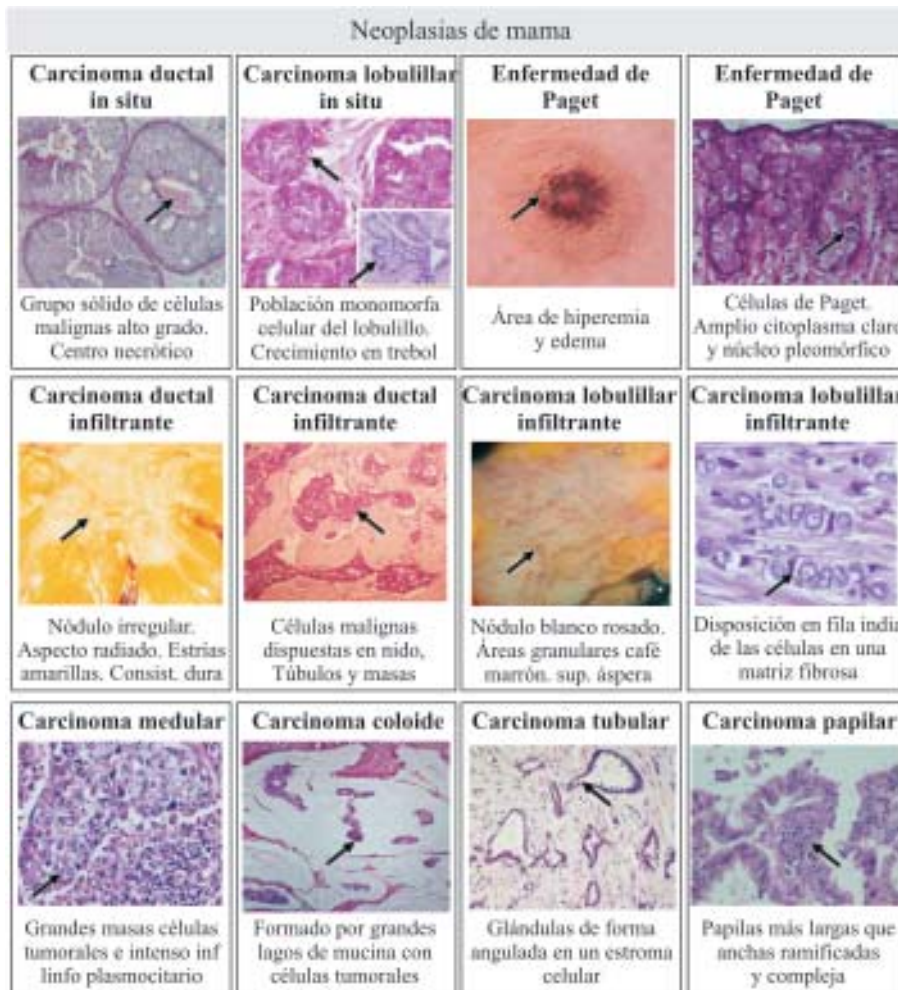 Neoplasias de mama
Carcinoma ductal
in situ
Grupo sólido de células
malignas alto grado.
Centro necrótico
Carcinoma lobulillar
in situ
Población monomorfa
celular del lobulillo.
Crecimiento en trebol
Enfermedad de
Paget
Área de hiperemia
y edema
Enfermedad de
Paget
Células de Paget.
Amplio citoplasma claro
y núcleo pleomórfico
Carcinoma ductal
infiltrante
Nódulo irregular.
Aspecto radiado. Estrías
amarillas. Consist. dura
Carcinoma ductal
infiltrante
Células malignas
dispuestas en nido,
Túbulos y masas
Carcinoma lobulillar
infiltrante
Nódulo blanco rosado.
Áreas granulares café
marrón. sup. áspera
Carcinoma lobulillar
infiltrante
Disposición en fila india
de las células en una
matriz fibrosa
Carcinoma medular
Grandes masas células
tumorales e intenso inf
linfo plasmocitario
Carcinoma coloide
Formado por grandes
lagos de mucina con
células tumorales
Carcinoma tubular
Glándulas de forma
angulada en un estroma
celular
Carcinoma papilar
Papilas más largas que
anchas ramificadas
y compleja